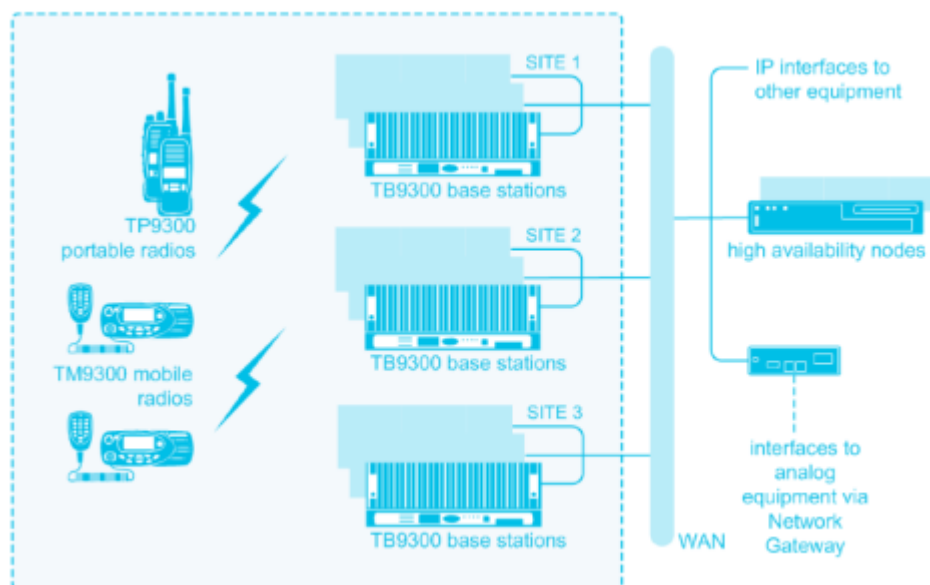 SITE 1
TB9300 base stations
TP9300
portable radios
SITE 2
TB9300 base stations
TM9300 mobile
radios
SITE 3
TB9300 base stations
WAN
IP interfaces to
other equipment
high availability nodes
interfaces to
analog
equipment via
Network
Gateway